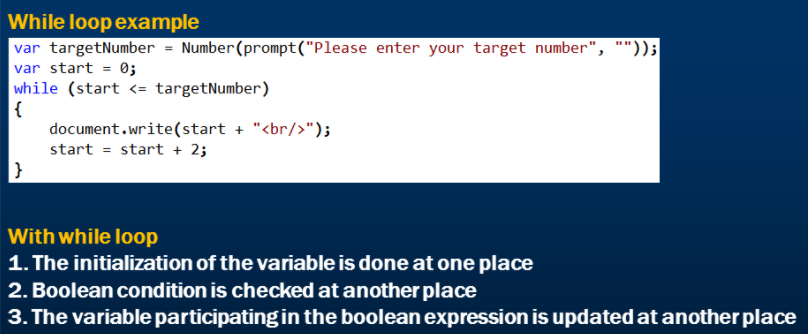 While loop example
var targetNumber = Number(prompt("Please enter your target number", ""));
var start = 0;
while (start <= targetNumber)
{
    document.write(start + "<br/>");
    start = start + 2;
}
With while loop
1. The initialization of the variable is done at one place
2. Boolean condition is checked at another place
3. The variable participating in the boolean expression is updated at another place